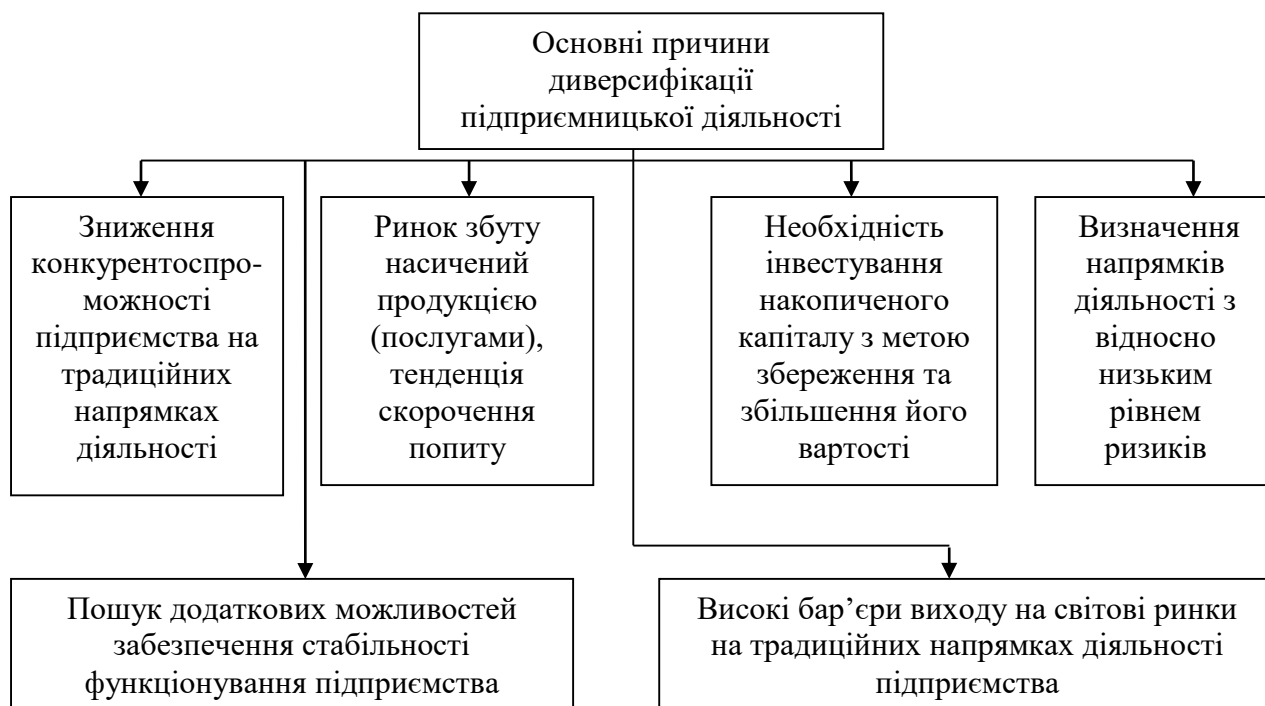 Основні причини
диверсифікації
підприємницької діяльності
Зниження
конкурентоспро-
можності
підприємства на
традиційних
напрямках
діяльності
Ринок збуту
насичений
продукцією
(послугами),
тенденція
скорочення
попиту
Необхідність
інвестування
накопиченого
капіталу з метою
збереження та
збільшення його
вартості
Визначення
напрямків
діяльності з
відносно
низьким
рівнем
ризиків
Пошук додаткових можливостей
забезпечення стабільності
функціонування підприємства
Високі бар’єри виходу на світові ринки
на традиційних напрямках діяльності
підприємства